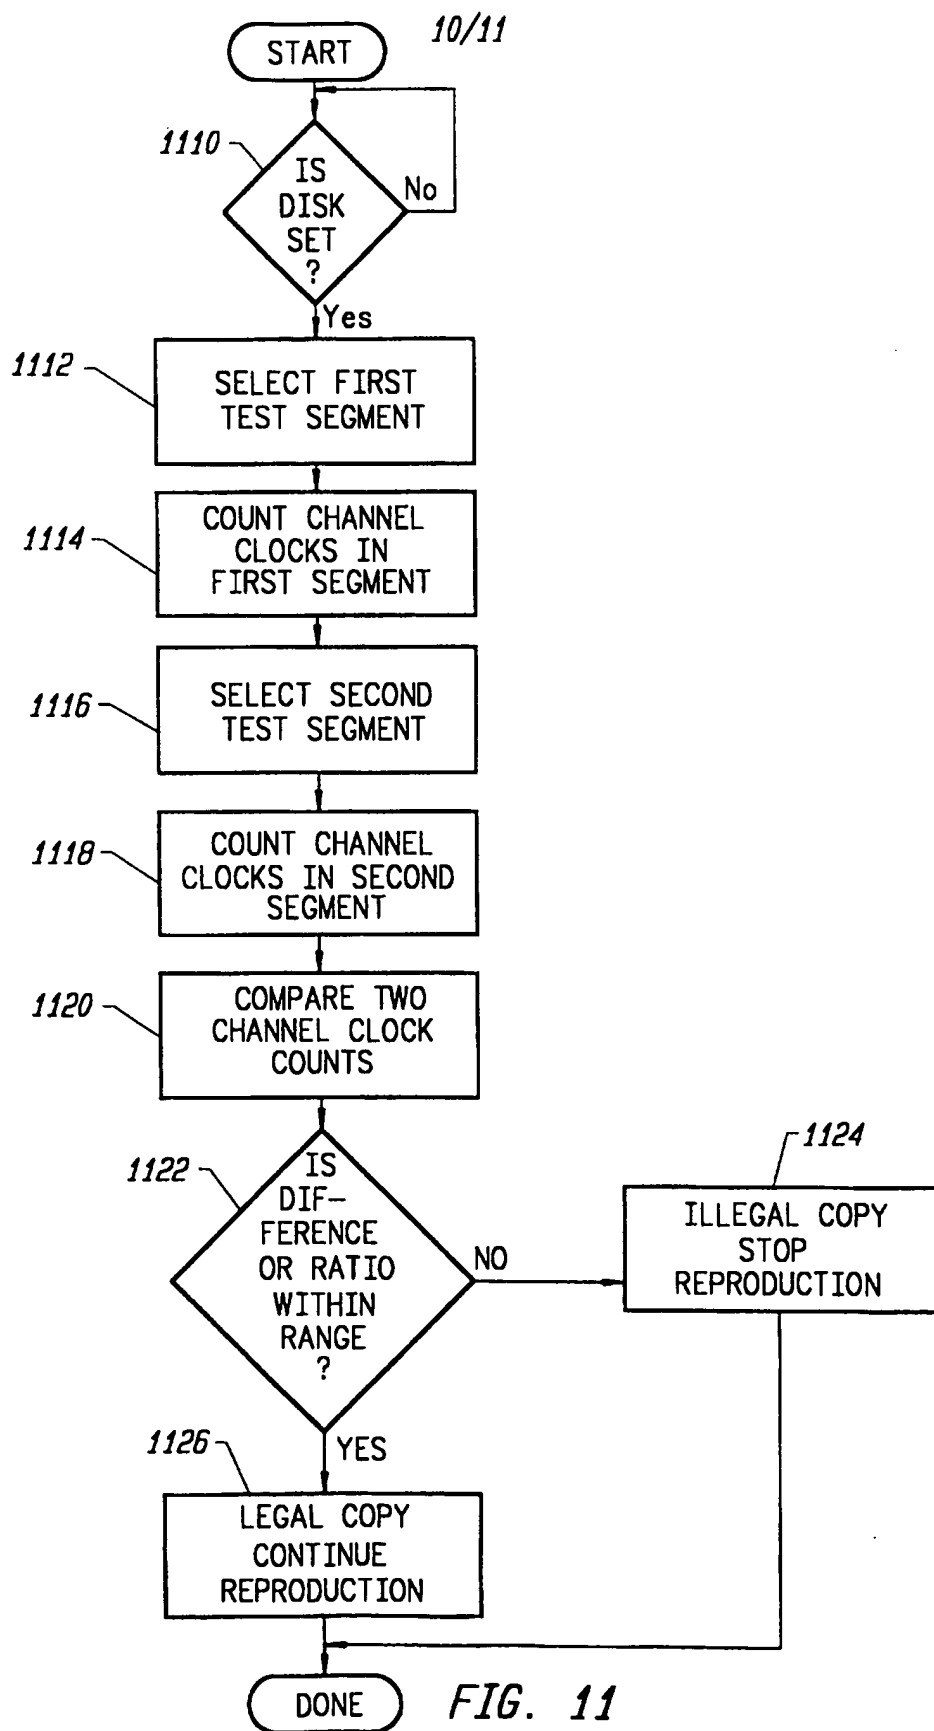 10/11
START
1110
IS
DISK
SET
?
No
Yes
1112
SELECT FIRST
TEST SEGMENT
1114
COUNT CHANNEL
CLOCKS IN
FIRST SEGMENT
1116
SELECT SECOND
TEST SEGMENT
1118
COUNT CHANNEL
CLOCKS IN SECOND
SEGMENT
1120
COMPARE TWO
CHANNEL CLOCK
COUNTS
1122
IS
DIF-
FERENCE
OR RATIO
WITHIN
RANGE
?
NO
1124
ILLEGAL COPY
STOP
REPRODUCTION
YES
1126
LEGAL COPY
CONTINUE
REPRODUCTION
DONE
FIG. 11